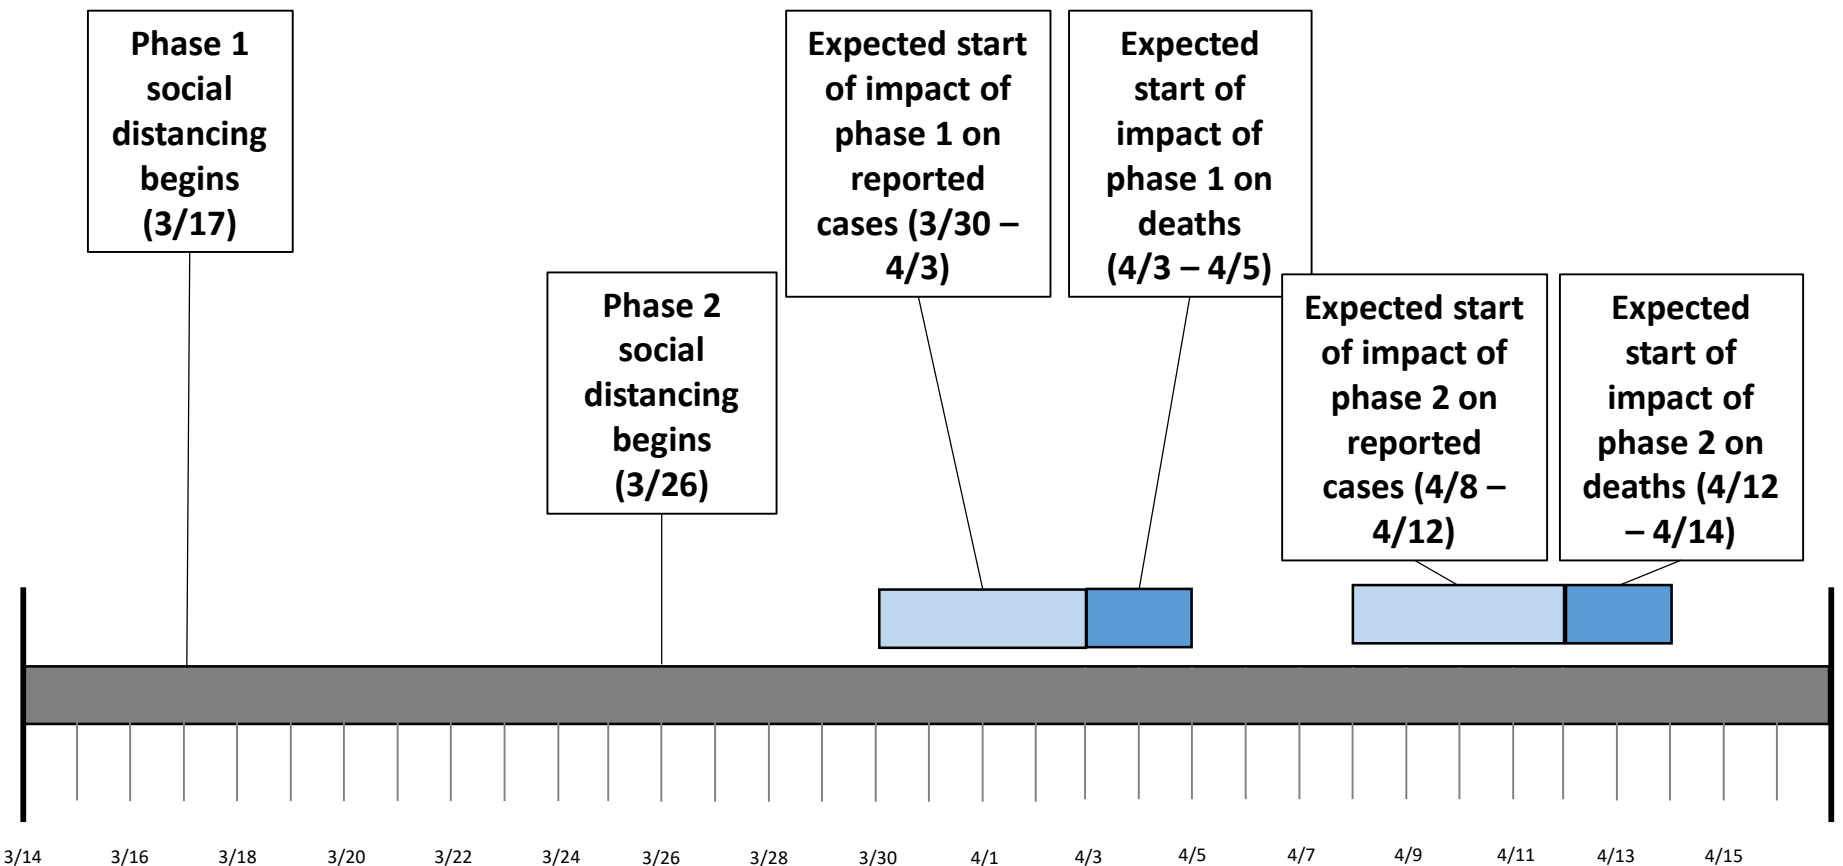 Phase 1
social
distancing
begins
(3/17)
Phase 2
social
distancing
begins
(3/26)
Expected start
of impact of
phase 1 on
reported
cases (3/30 –
4/3)
Expected
start of
impact of
phase 1 on
deaths
(4/3 – 4/5)
Expected start
of impact of
phase 2 on
reported
cases (4/8 –
4/12)
Expected
start of
impact of
phase 2 on
deaths (4/12
– 4/14)
3/14 3/16 3/18 3/20 3/22 3/24 3/26 3/28 3/30 4/1 4/3 4/5 4/7 4/9 4/11 4/13 4/15